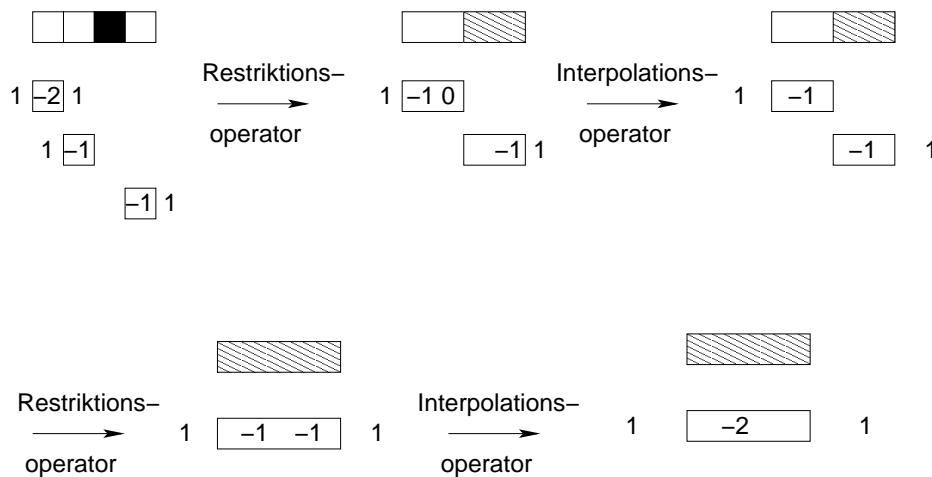 Restriktions–
Interpolations–
1 –2 1
1 –1 0
1 –1
operator
operator
1 –1
–1 1
–1 1
–1 1
Restriktions–
Interpolations–
1 –1 –1 1
1 –2 1
operator
operator